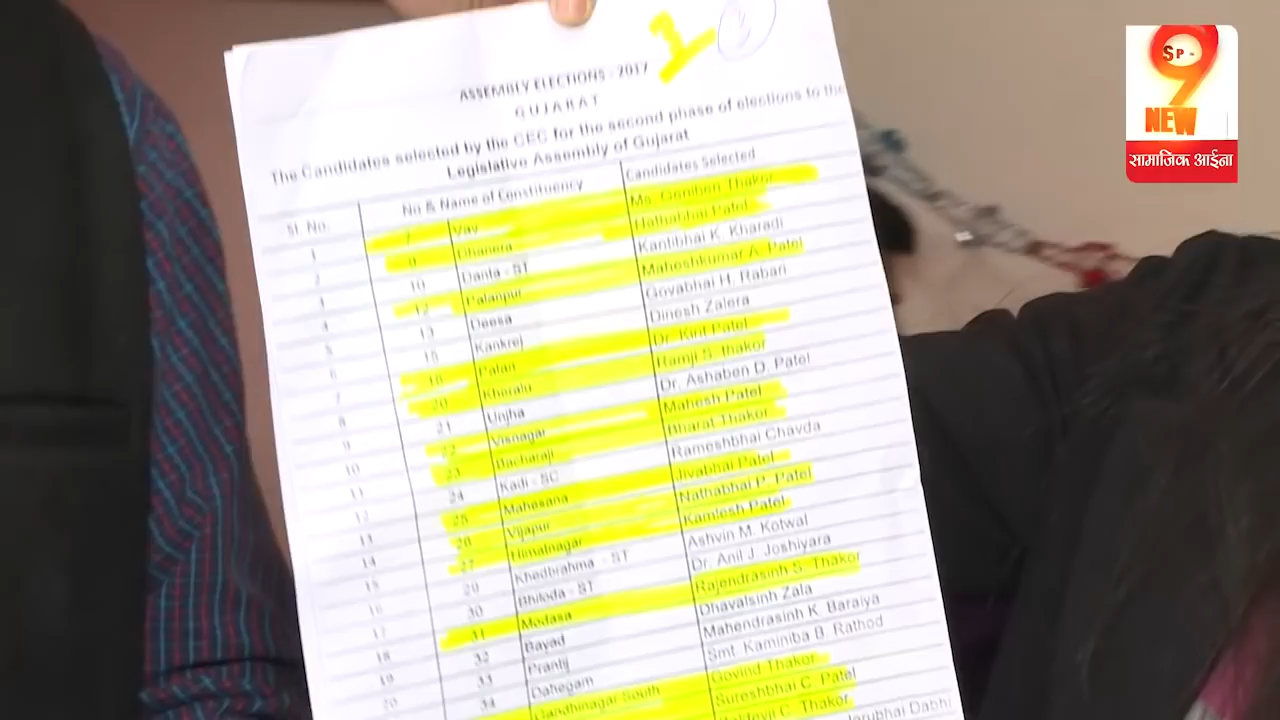 SP-
9
NEW
सामाजिक आईना
ASSEMBLY ELECTIONS - 2017
GUJARAT
The Candidates selected by the CEC for the second phase of elections to the
Legislative Assembly of Gujarat
Sl. No. No & Name of Constituency Candidates Selected
1 7 Vav Ms. Geniben Thakor
2 9 Dhanera Nathabhai Patel
3 10 Danta - ST Kantibhai K. Kharadi
4 12 Palanpur Maheshkumar A. Patel
5 13 Deesa Govabhai H. Rabari
6 15 Kankrej Dinesh Zalera
7 18 Patan Dr. Kirit Patel
8 20 Kheralu Ramji S. thakor
9 21 Unjha Dr. Ashaben D. Patel
10 22 Visnagar Mahesh Patel
11 23 Bacharaji Bharat Thakor
12 24 Kadi - SC Rameshbhai Chavda
13 25 Mahesana Jivabhai Patel
14 26 Vijapur Nathabhai P. Patel
15 27 Himatnagar Kamlesh Patel
16 29 Khedbrahma - ST Ashvin M. Kotwal
17 30 Bhiloda - ST Dr. Anil J. Joshiyara
18 31 Modasa Rajendrasinh S. Thakor
19 32 Bayad Dhavalsinh Zala
20 33 Prantij Mahendrasinh K. Baraiya
34 Dahegam Smt. Kaminiba B. Rathod
Gandhinagar South Govind Thakor
Sureshbhai C. Patel
C. Thakor
Dabhi